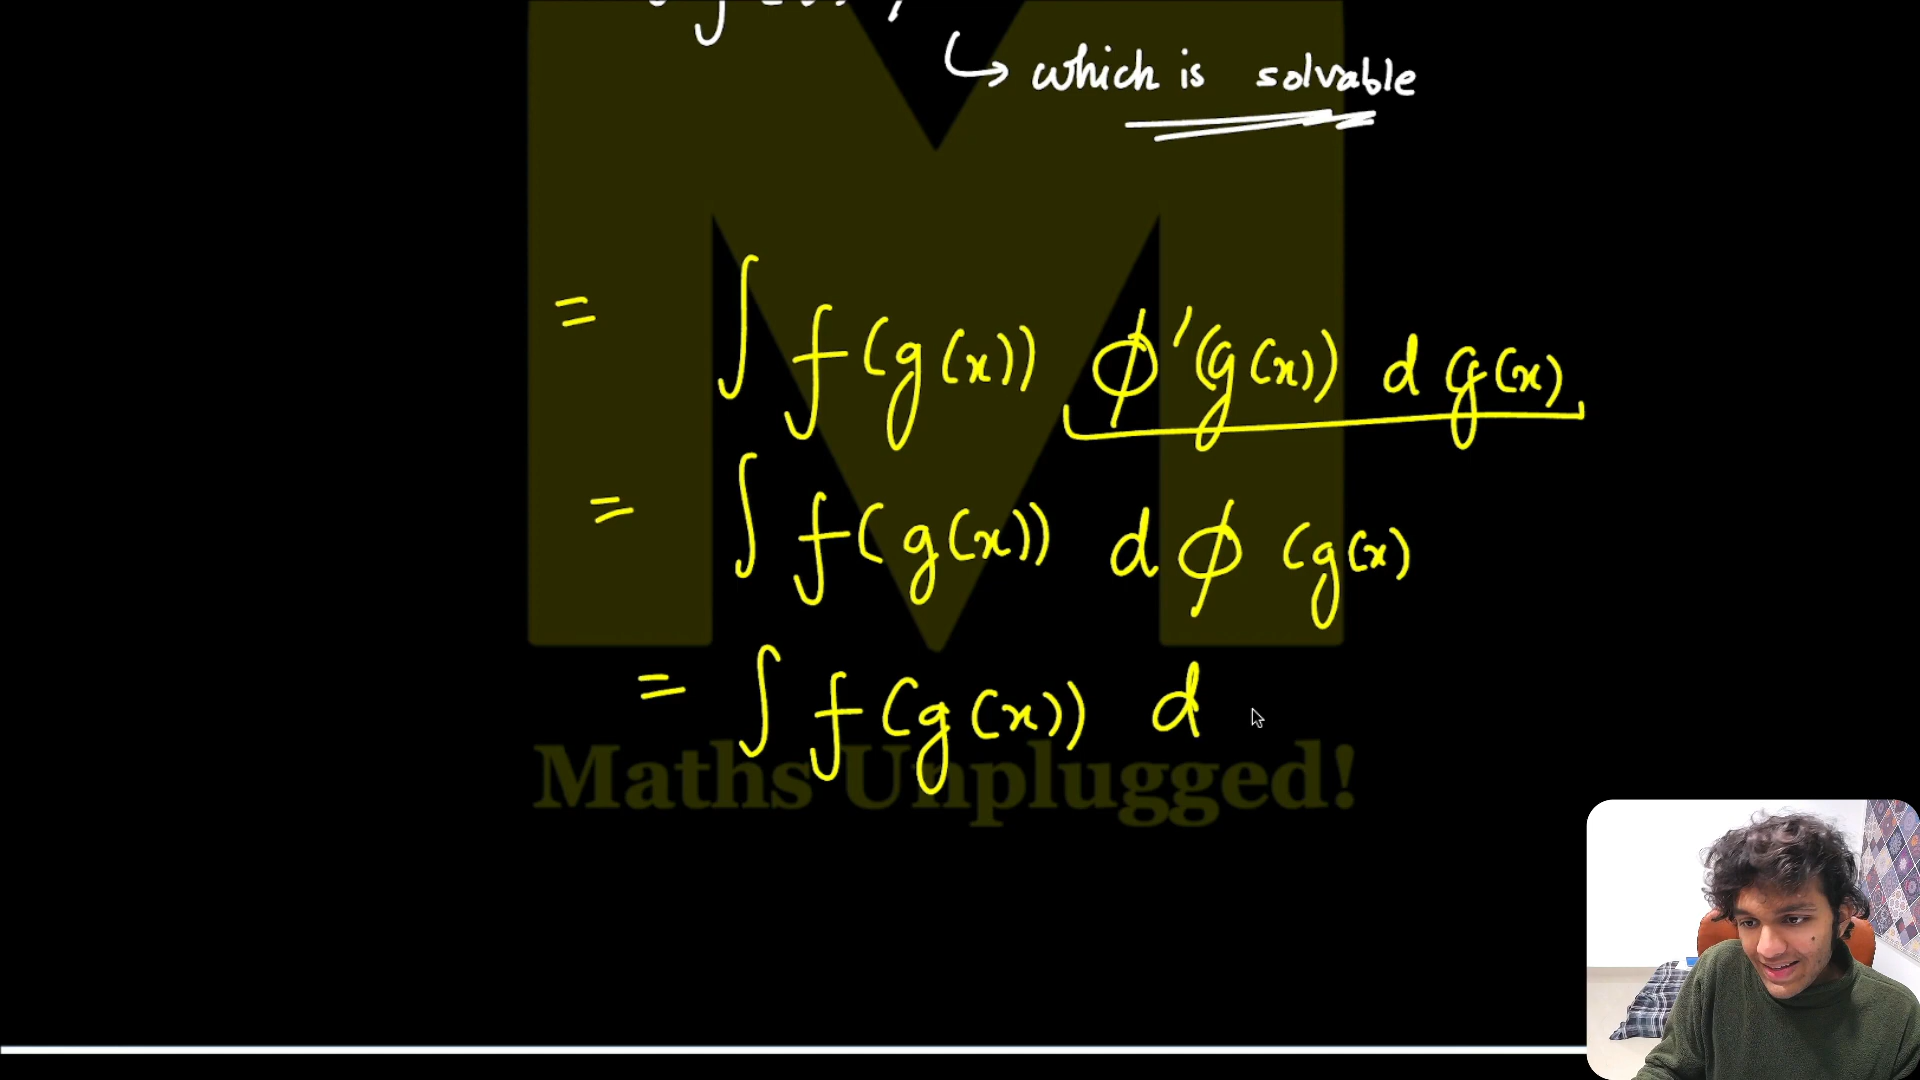 ↳ which is solvable
= ∫ f(g(x)) ϕ'(g(x)) d g(x)
= ∫ f(g(x)) d ϕ (g(x)
= ∫ f(g(x)) d
Maths Unplugged!